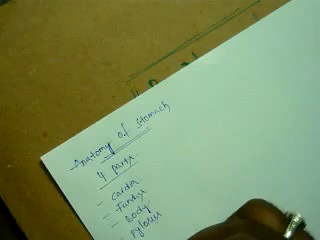 Anatomy of Stomach
4 parts
- Cardia
- Fundus
- Body
- Pylorus